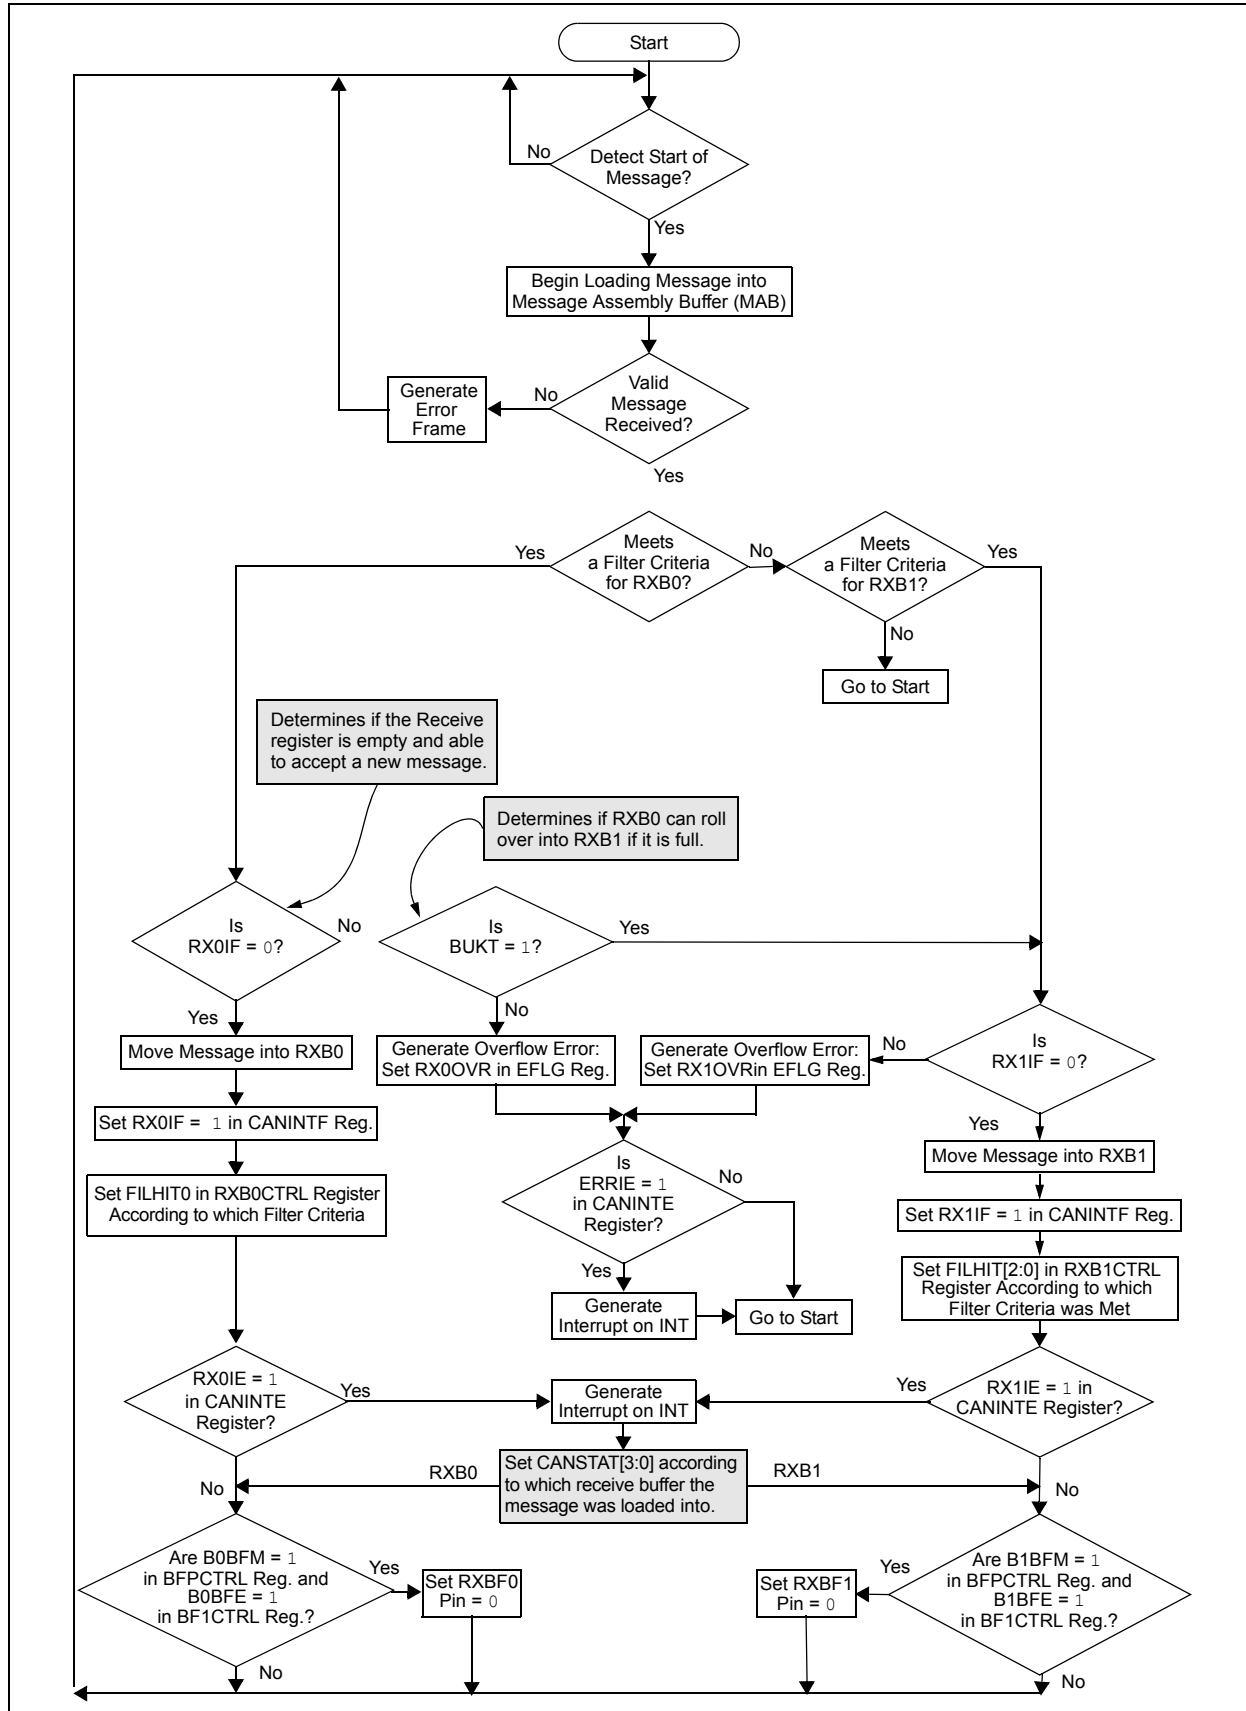 Start
No
Detect Start of
Message?
Yes
Begin Loading Message into
Message Assembly Buffer (MAB)
Generate
Error
Frame
No
Valid
Message
Received?
Yes
Yes
Meets
a Filter Criteria
for RXB0?
No
Meets
a Filter Criteria
for RXB1?
Yes
No
Go to Start
Determines if the Receive
register is empty and able
to accept a new message.
Determines if RXB0 can roll
over into RXB1 if it is full.
Is
RX0IF = 0?
No
Is
BUKT = 1?
Yes
Yes
No
Move Message into RXB0
Generate Overflow Error:
Set RX0OVR in EFLG Reg.
Generate Overflow Error:
Set RX1OVRin EFLG Reg.
No
Is
RX1IF = 0?
Set RX0IF = 1 in CANINTF Reg.
Yes
Set FILHIT0 in RXB0CTRL Register
According to which Filter Criteria
Is
ERRIE = 1
in CANINTE
Register?
No
Move Message into RXB1
Set RX1IF = 1 in CANINTF Reg.
Yes
Set FILHIT[2:0] in RXB1CTRL
Register According to which
Filter Criteria was Met
Generate
Interrupt on INT
Go to Start
RX0IE = 1
in CANINTE
Register?
Yes
Generate
Interrupt on INT
Yes
RX1IE = 1 in
CANINTE Register?
RXB0
Set CANSTAT[3:0] according
to which receive buffer the
message was loaded into.
RXB1
No
No
Are B0BFM = 1
in BFPCTRL Reg. and
B0BFE = 1
in BF1CTRL Reg.?
Yes
Set RXBF0
Pin = 0
Set RXBF1
Pin = 0
Yes
Are B1BFM = 1
in BFPCTRL Reg. and
B1BFE = 1
in BF1CTRL Reg.?
No
No